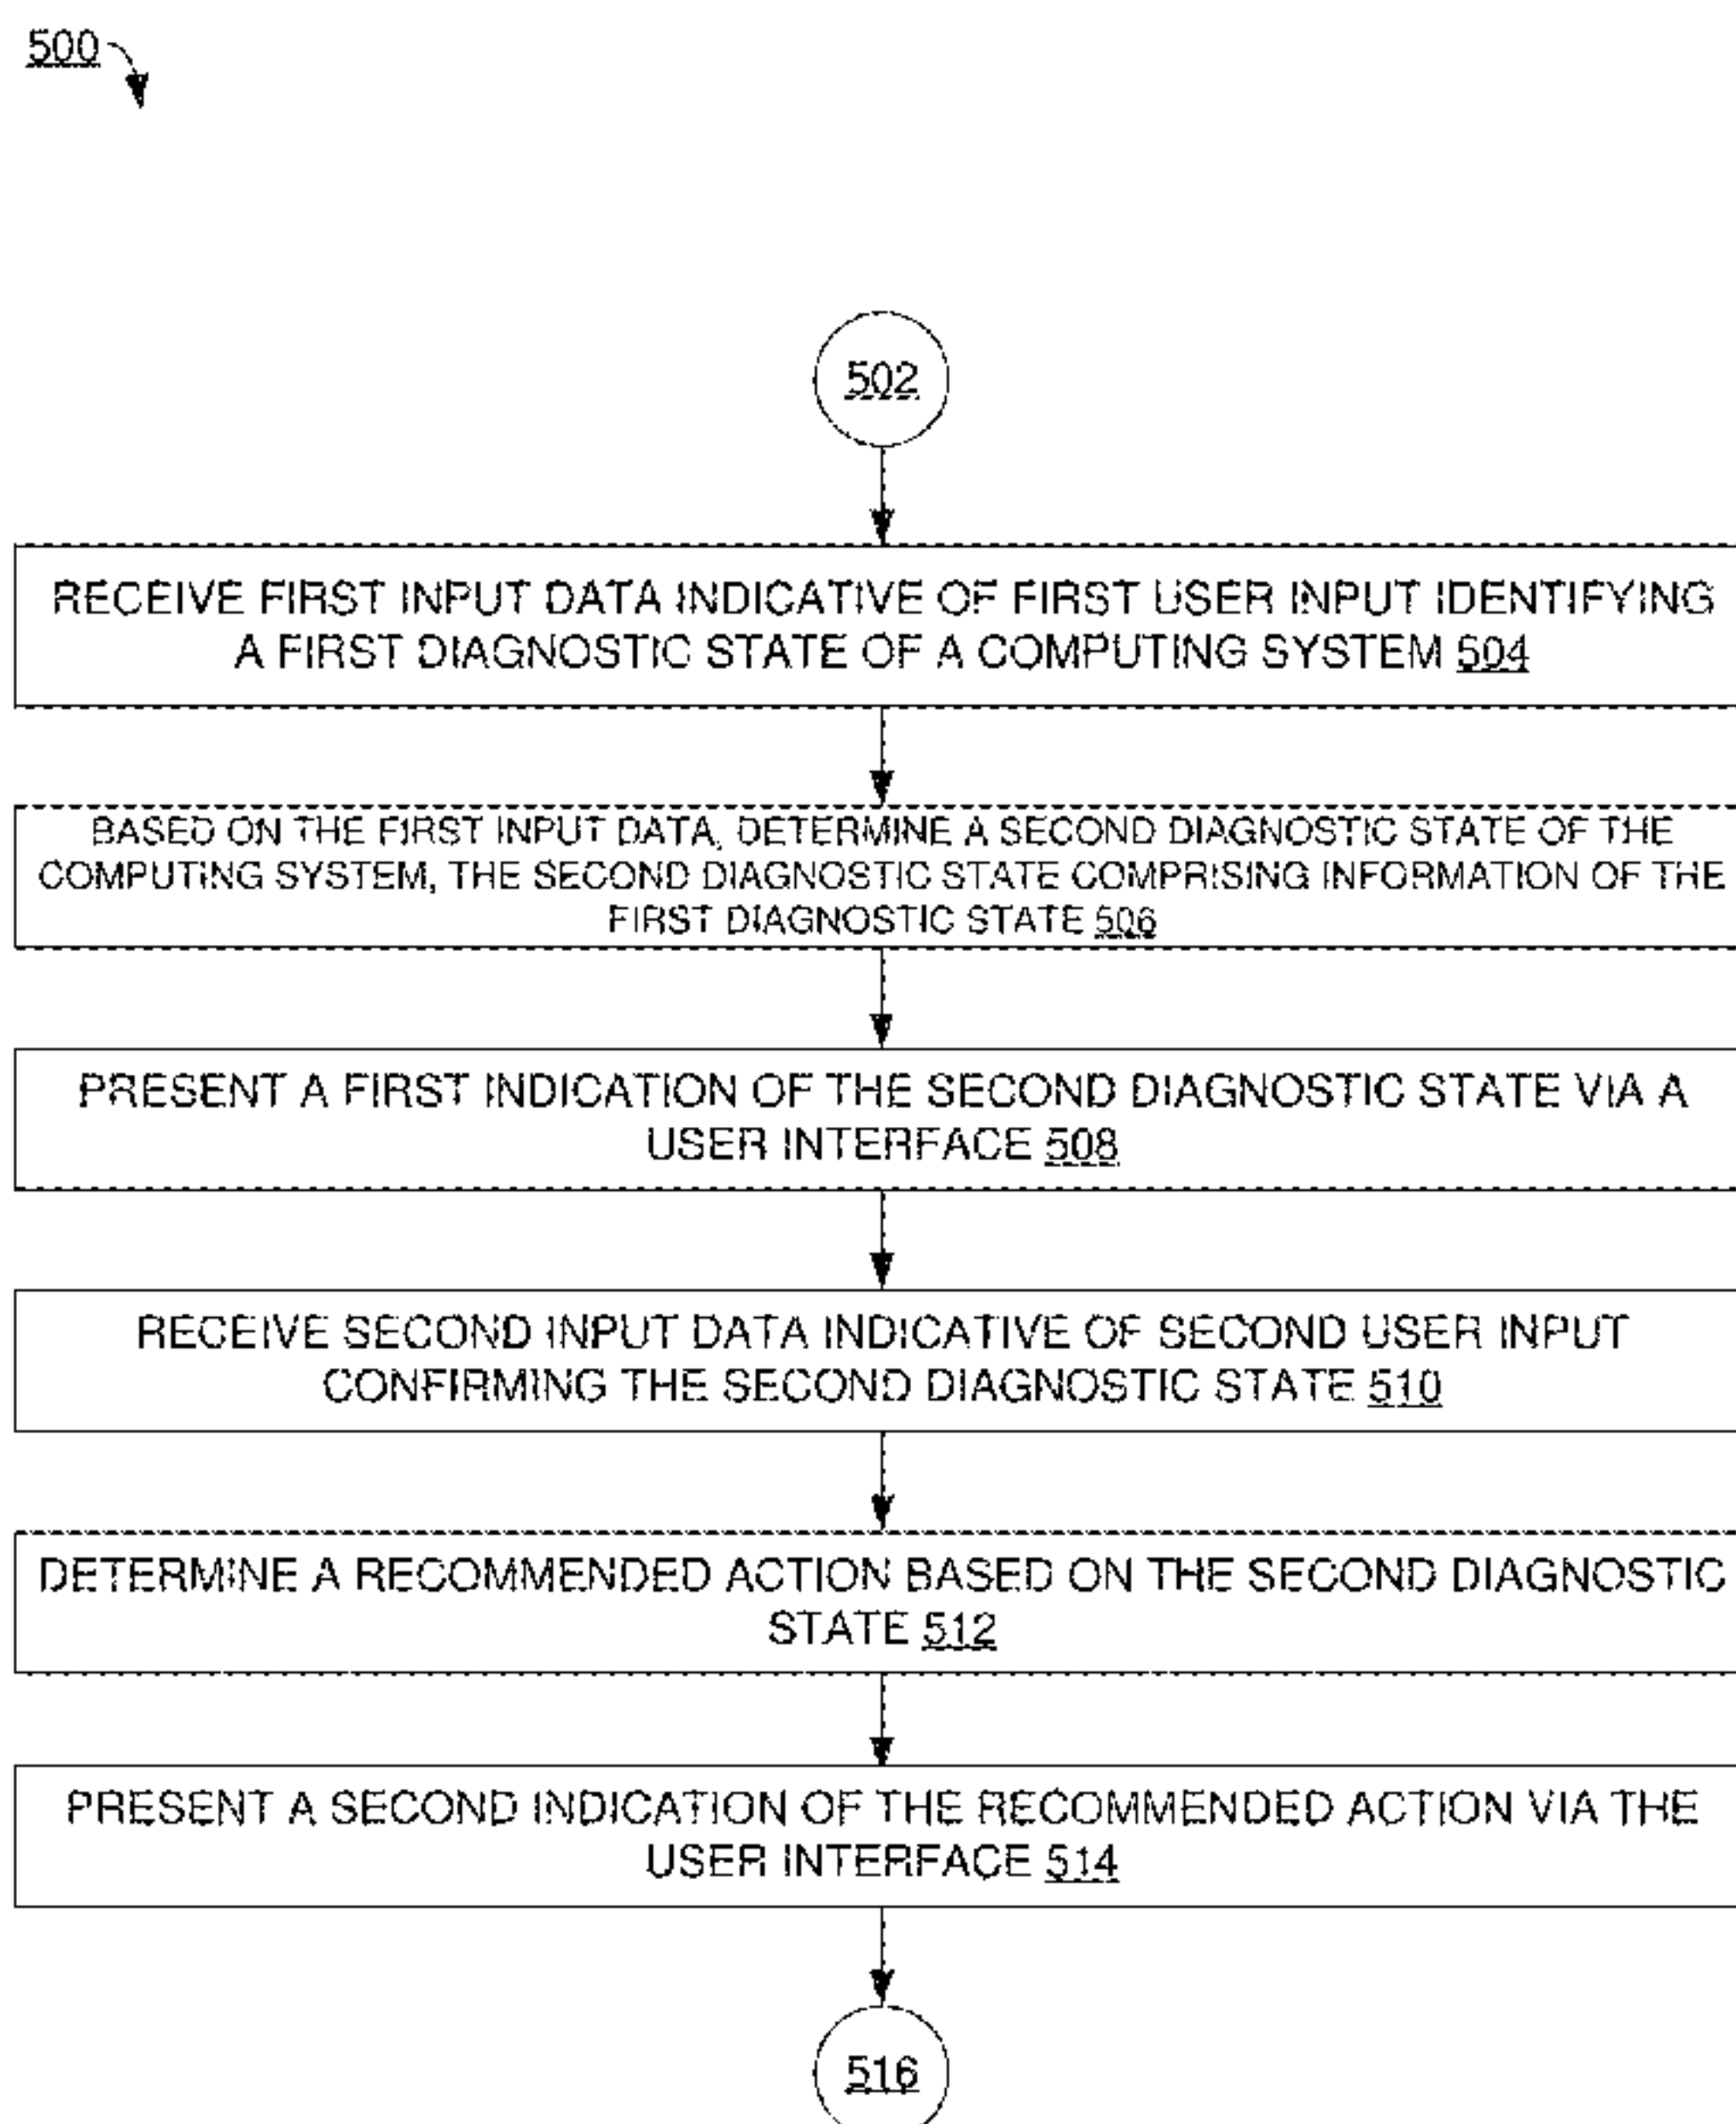 500
502
RECEIVE FIRST INPUT DATA INDICATIVE OF FIRST USER INPUT IDENTIFYING
A FIRST DIAGNOSTIC STATE OF A COMPUTING SYSTEM 504
BASED ON THE FIRST INPUT DATA, DETERMINE A SECOND DIAGNOSTIC STATE OF THE
COMPUTING SYSTEM, THE SECOND DIAGNOSTIC STATE COMPRISING INFORMATION OF THE
FIRST DIAGNOSTIC STATE 506
PRESENT A FIRST INDICATION OF THE SECOND DIAGNOSTIC STATE VIA A
USER INTERFACE 508
RECEIVE SECOND INPUT DATA INDICATIVE OF SECOND USER INPUT
CONFIRMING THE SECOND DIAGNOSTIC STATE 510
DETERMINE A RECOMMENDED ACTION BASED ON THE SECOND DIAGNOSTIC
STATE 512
PRESENT A SECOND INDICATION OF THE RECOMMENDED ACTION VIA THE
USER INTERFACE 514
516